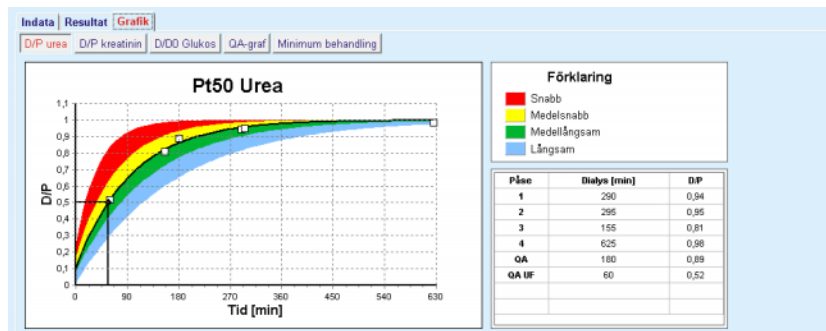 Indata Resultat Grafik
D/P urea D/P kreatinin D/D0 Glukos QA-graf Minimum behandling
Pt50 Urea
1,1
1
0,9
0,8
0,7
0,6
0,5
0,4
0,3
0,2
0,1
0
D/P
0 90 180 270 360 450 540 630
Tid [min]
Förklaring
Snabb
Medelsnabb
Medellångsam
Långsam
Påse Dialys [min] D/P
1 290 0,94
2 295 0,95
3 155 0,81
4 625 0,98
QA 180 0,89
QA UF 60 0,52